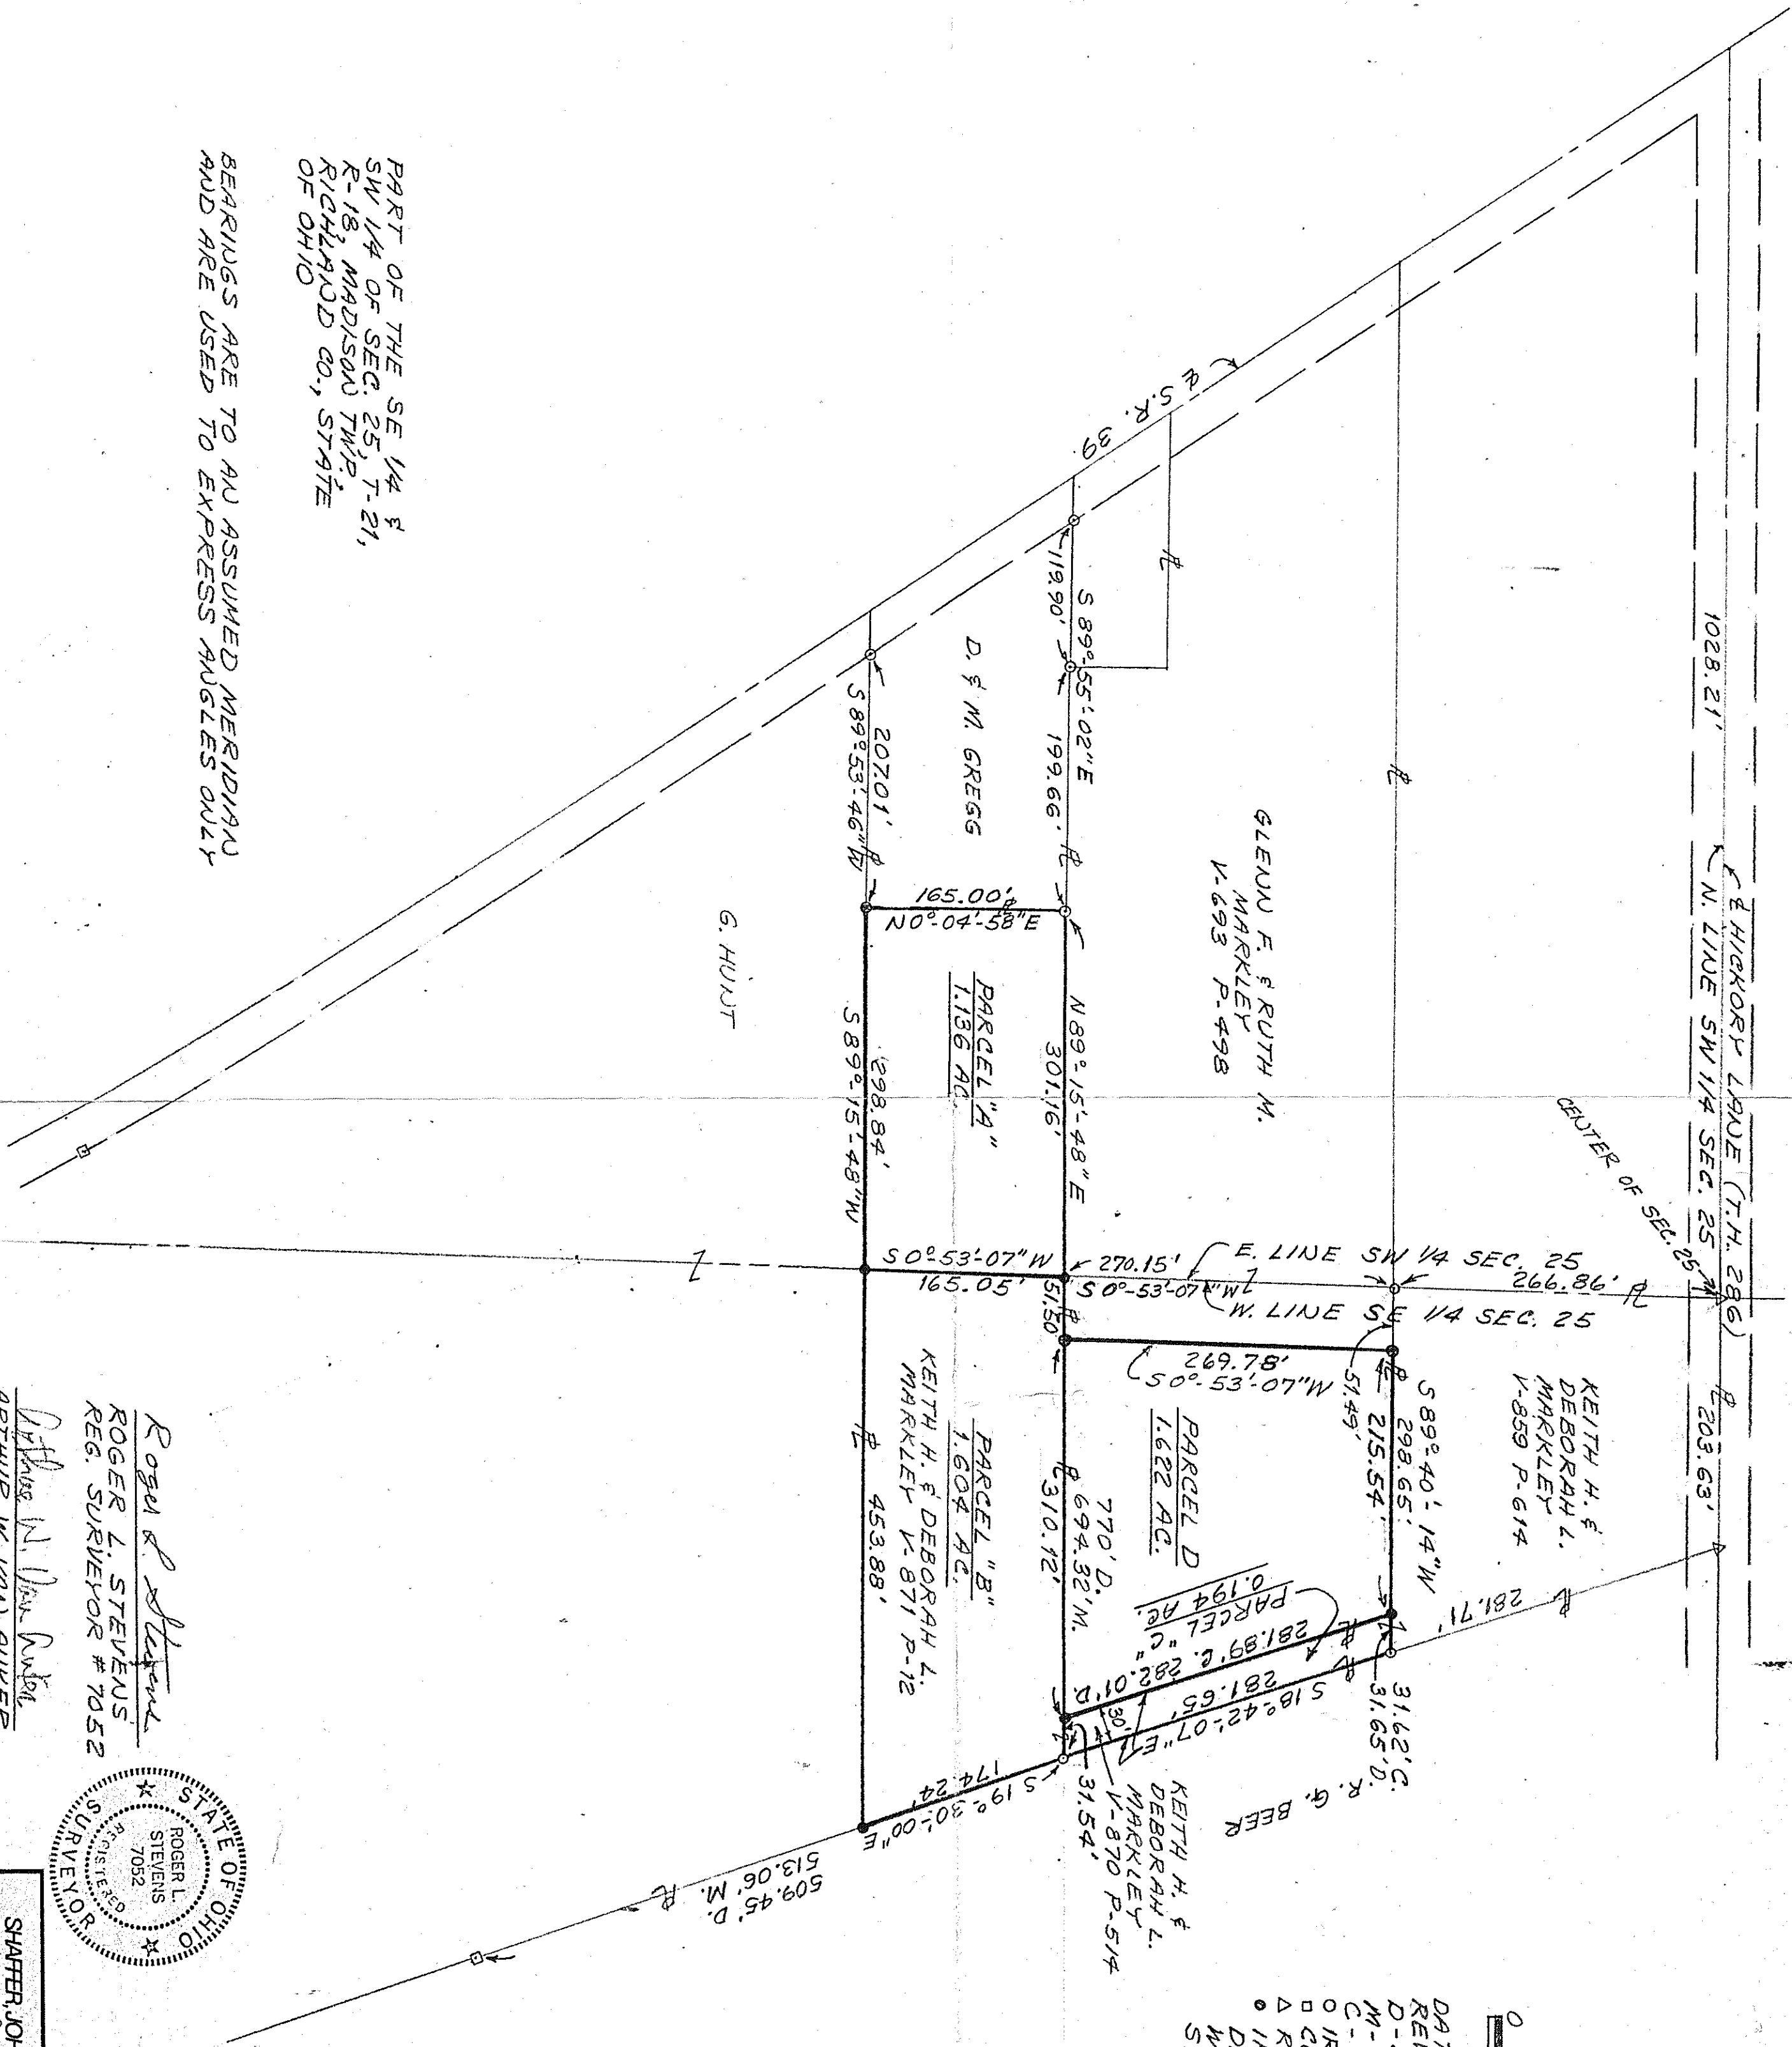 ℄ HICKORY LANE (T.H. 286)
N. LINE SW 1/4 SEC. 25
1028.21'
203.63'
CENTER OF SEC. 25
℄ S.R. 39
E. LINE SW 1/4 SEC. 25
W. LINE SE 1/4 SEC. 25
266.86'
270.15'
S 0°-53'-07" W
GLENN F. & RUTH M.
MARKLEY
V-693 P-498
KEITH H. &
DEBORAH L.
MARKLEY
V-859 P-614
281.71'
S 89°-40'-14" W
298.65'
215.54'
51.49'
31.62' C.
31.65' D.
269.78'
S 0°-53'-07" W
PARCEL D
1.622 AC.
PARCEL "C"
0.194 AC.
281.89' C. 282.01' D.
281.65'
S 18°-42'-07" E
30'
R. G. BEER
KEITH H. &
DEBORAH L.
MARKLEY
V-870 P-514
31.54'
770' D.
694.32' M.
310.12'
51.50'
S 89°-55'-02" E
119.90'
199.66'
D. & M. GREGG
207.01'
S 89°-53'-46" W
165.00'
N 0°-04'-58" E
N 89°-15'-48" E
301.16'
PARCEL "A"
1.136 AC.
298.84'
S 89°-15'-48" W
S 0°-53'-07" W
165.05'
PARCEL "B"
1.604 AC.
KEITH H. & DEBORAH L.
MARKLEY V-871 P-12
453.88'
S 19°-30'-00" E
174.24'
509.45' D.
513.06' M.
G. HUNT
PART OF THE SE 1/4 &
SW 1/4 OF SEC. 25, T-21,
R-18, MADISON TWP.,
RICHLAND CO., STATE
OF OHIO
BEARINGS ARE TO AN ASSUMED MERIDIAN
AND ARE USED TO EXPRESS ANGLES ONLY
Roger L. Stevens
ROGER L. STEVENS
REG. SURVEYOR # 7052
STATE OF OHIO
ROGER L.
STEVENS
7052
REGISTERED
SURVEYOR
SHAFFER, JOH
0
DAT
REV
D-
M-
C-